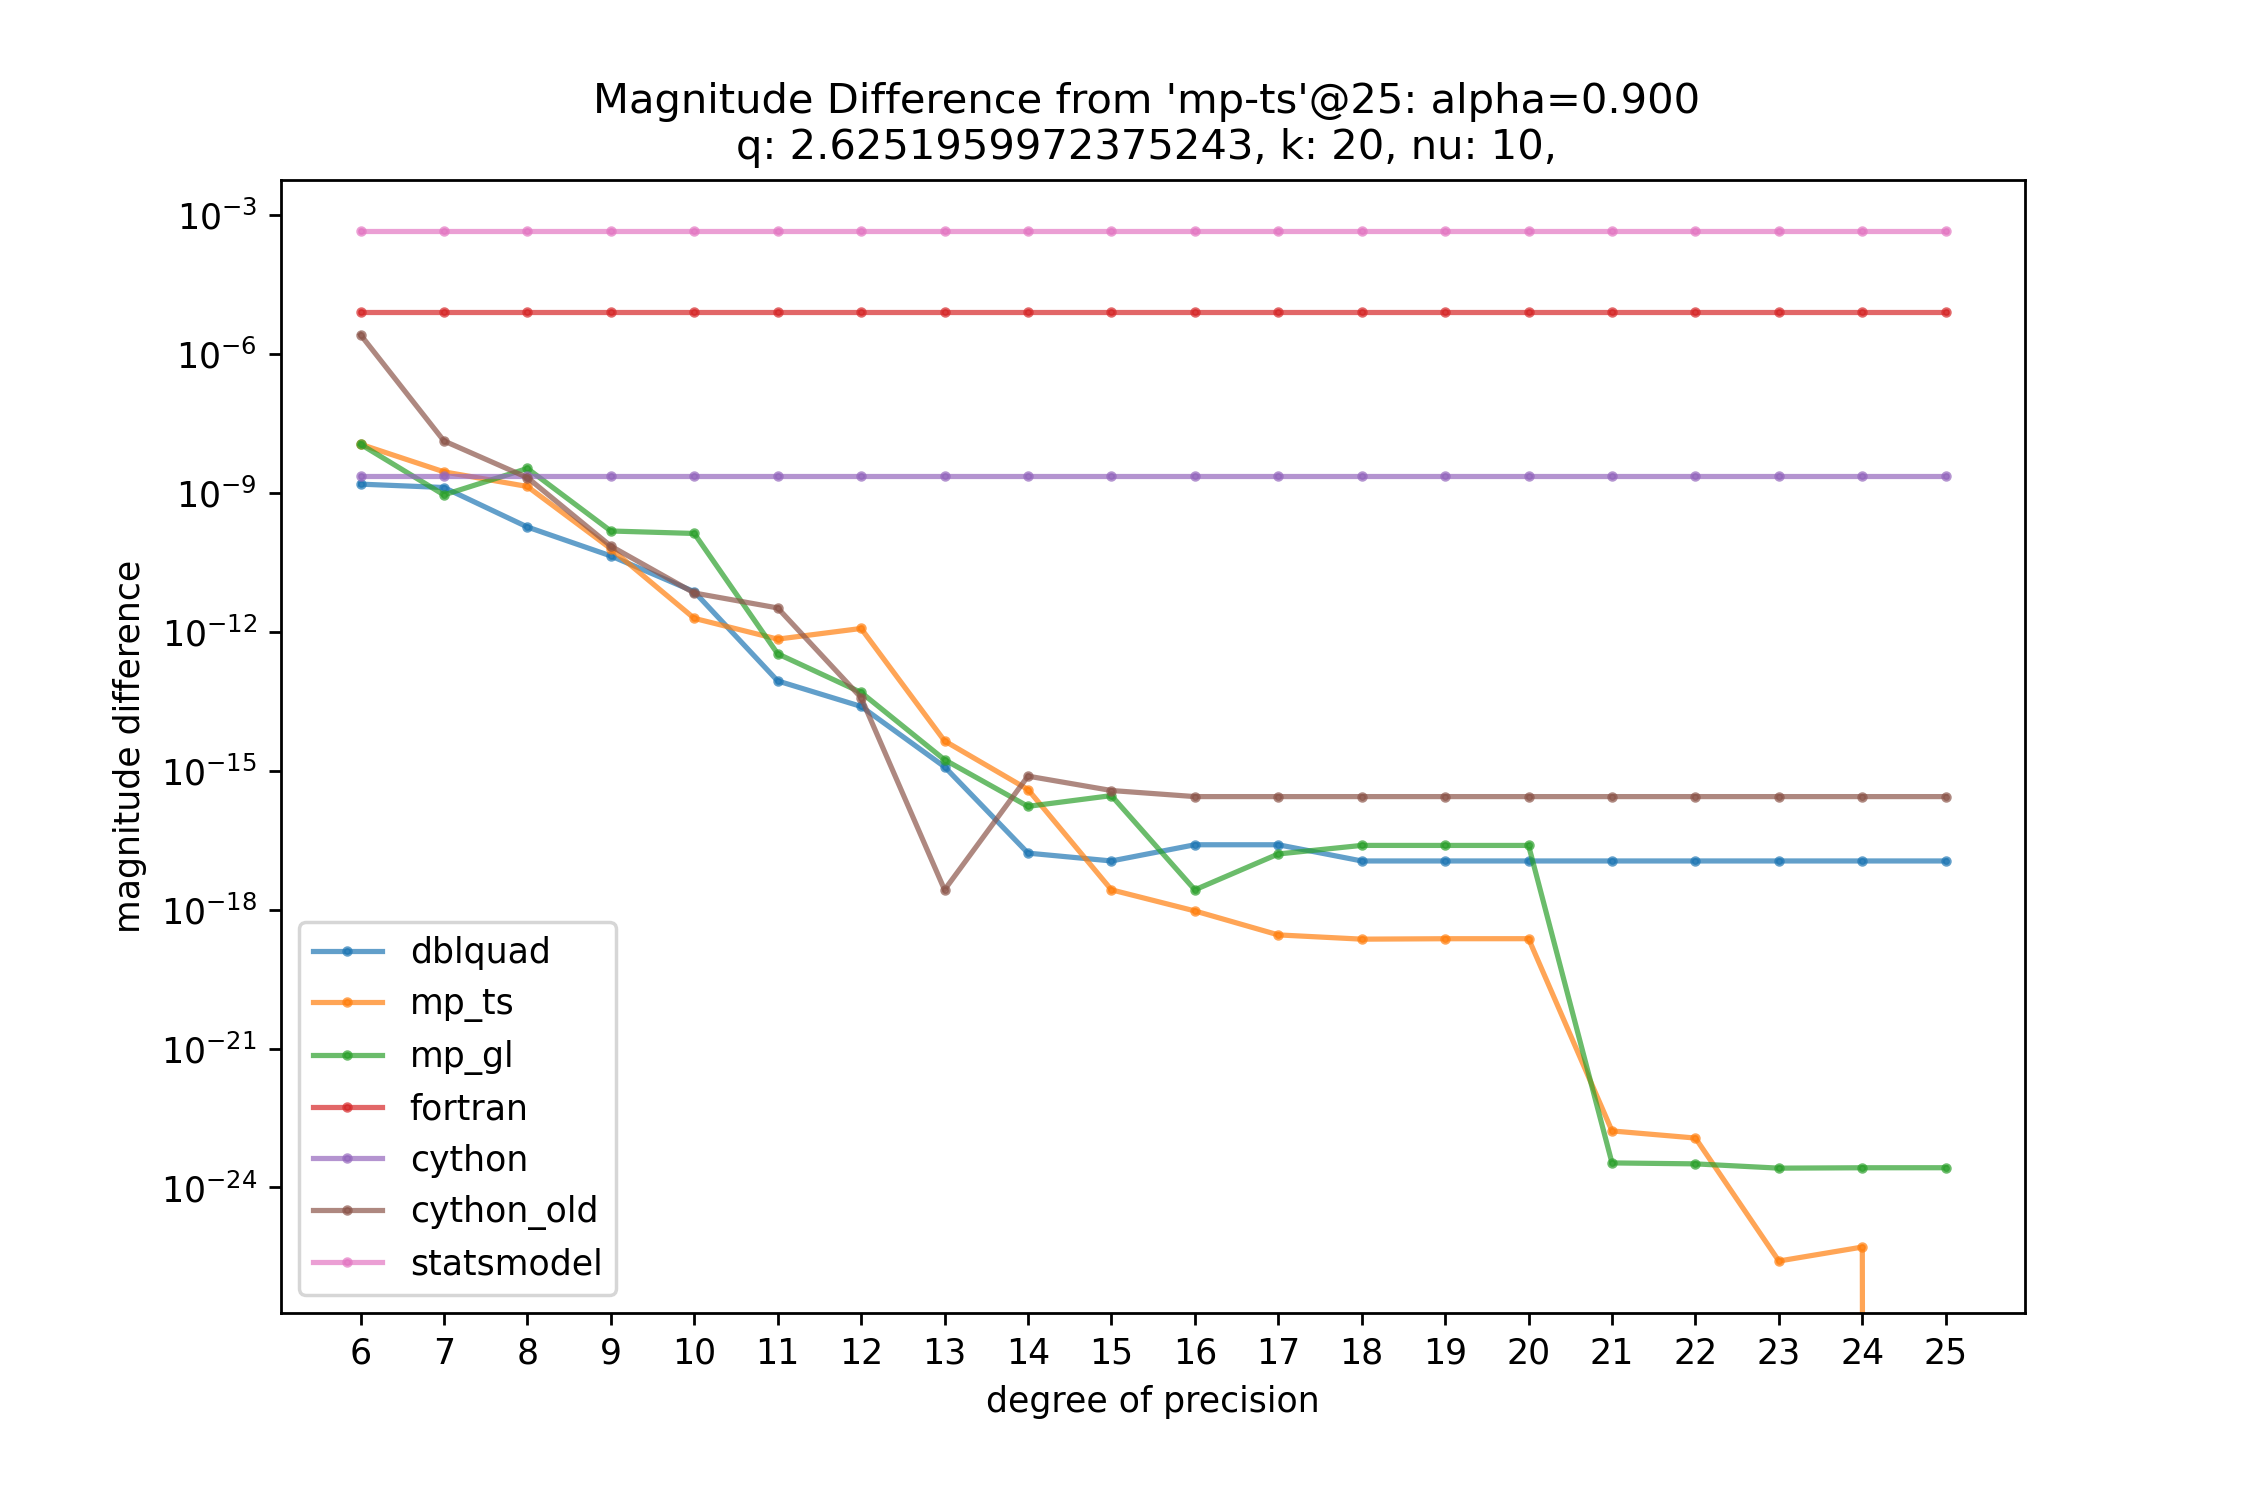 Magnitude Difference from 'mp-ts'@25: alpha=0.900
q: 2.6251959972375243, k: 20, nu: 10,
magnitude difference
10⁻³
10⁻⁶
10⁻⁹
10⁻¹²
10⁻¹⁵
10⁻¹⁸
10⁻²¹
10⁻²⁴
dblquad
mp_ts
mp_gl
fortran
cython
cython_old
statsmodel
6 7 8 9 10 11 12 13 14 15 16 17 18 19 20 21 22 23 24 25
degree of precision